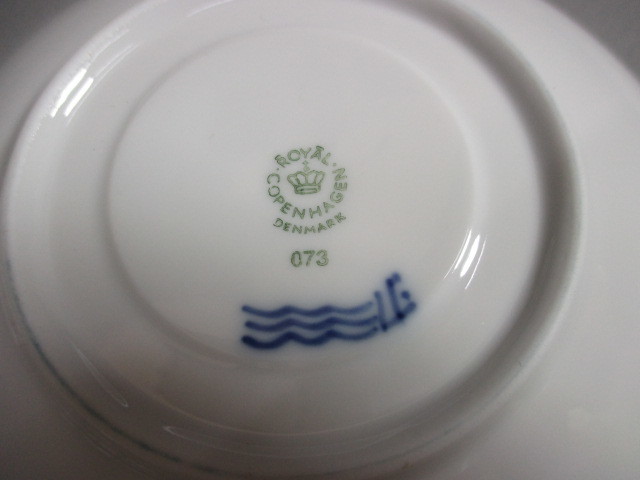 ROYAL
COPENHAGEN
DENMARK
073